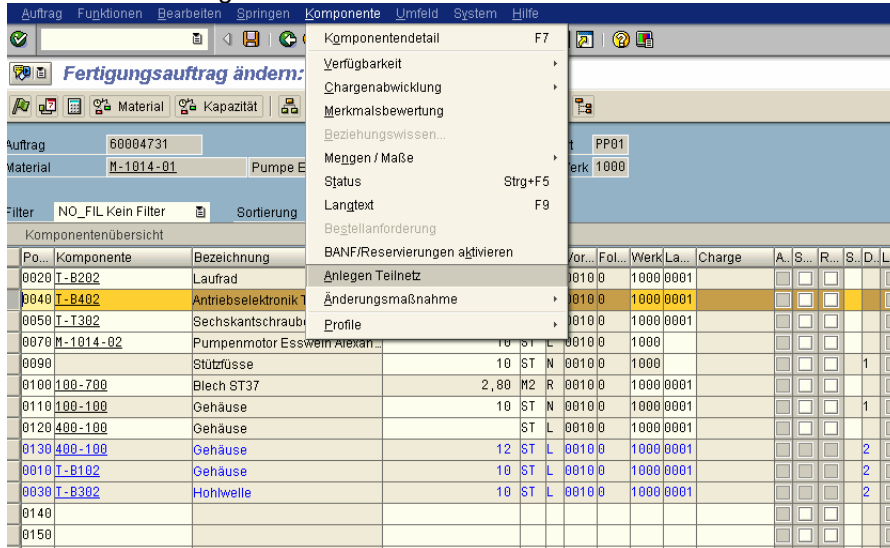 Auftrag Funktionen Bearbeiten Springen Komponente Umfeld System Hilfe
Komponentendetail F7
Fertigungsauftrag ändern:
Verfügbarkeit
Chargenabwicklung
Material Kapazität
Merkmalsbewertung
Beziehungswissen...
Auftrag 60004731 PP01
Mengen / Maße
Material M-1014-01 Pumpe E 1000
Status Strg+F5
Langtext F9
Filter NO_FIL Kein Filter Sortierung
Bestellanforderung
Komponentenübersicht
BANF/Reservierungen aktivieren
Po... Komponente Bezeichnung Vor... Fol... Werk La... Charge A.. S... R... S.. D.. L
Anlegen Teilnetz
0020 T-B202 Laufrad 0010 0 1000 0001
Änderungsmaßnahme
0040 T-B402 Antriebselektronik 0010 0 1000 0001
Profile
0050 T-T302 Sechskantschraube 0010 0 1000 0001
0070 M-1014-02 Pumpenmotor Esswein Alexan... 10 ST L 0010 0 1000
0090 Stützfüsse 10 ST N 0010 0 1000 1
0100 100-700 Blech ST37 2,80 M2 R 0010 0 1000 0001
0110 100-100 Gehäuse 10 ST N 0010 0 1000 0001 1
0120 400-100 Gehäuse ST L 0010 0 1000 0001
0130 400-100 Gehäuse 12 ST L 0010 0 1000 0001 2
0010 T-B102 Gehäuse 10 ST L 0010 0 1000 0001 2
0030 T-B302 Hohlwelle 10 ST L 0010 0 1000 0001 2
0140
0150